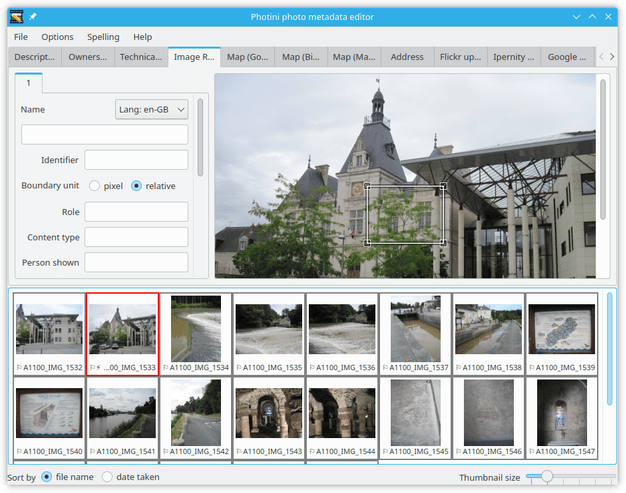 Photini photo metadata editor
File Options Spelling Help
Descript... Owners... Technica... Image R... Map (Go... Map (Bi... Map (Ma... Address Flickr up... Ipernity ... Google ...
1
Name Lang: en-GB
Identifier
Boundary unit pixel relative
Role
Content type
Person shown
A1100_IMG_1532 ...00_IMG_1533 A1100_IMG_1534 A1100_IMG_1535 A1100_IMG_1536 A1100_IMG_1537 A1100_IMG_1538 A1100_IMG_1539
A1100_IMG_1540 A1100_IMG_1541 A1100_IMG_1542 A1100_IMG_1543 A1100_IMG_1544 A1100_IMG_1545 A1100_IMG_1546 A1100_IMG_1547
Sort by file name date taken Thumbnail size